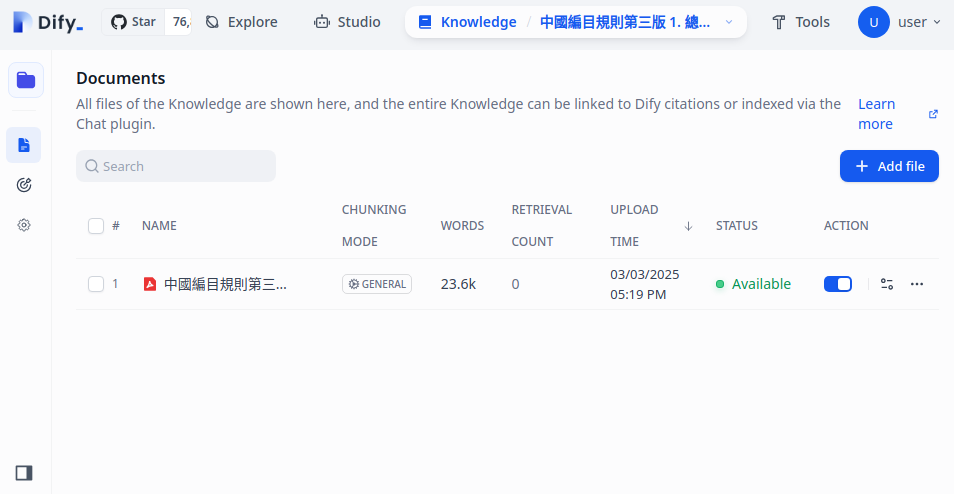 Dify_
Star 76,
Explore
Studio
Knowledge / 中國編目規則第三版 1. 總...
Tools
U user
Documents
All files of the Knowledge are shown here, and the entire Knowledge can be linked to Dify citations or indexed via the
Chat plugin.
Learn
more
Search
Add file
# NAME CHUNKING MODE WORDS RETRIEVAL COUNT UPLOAD TIME ↓ STATUS ACTION
1 中國編目規則第三... GENERAL 23.6k 0 03/03/2025 05:19 PM Available